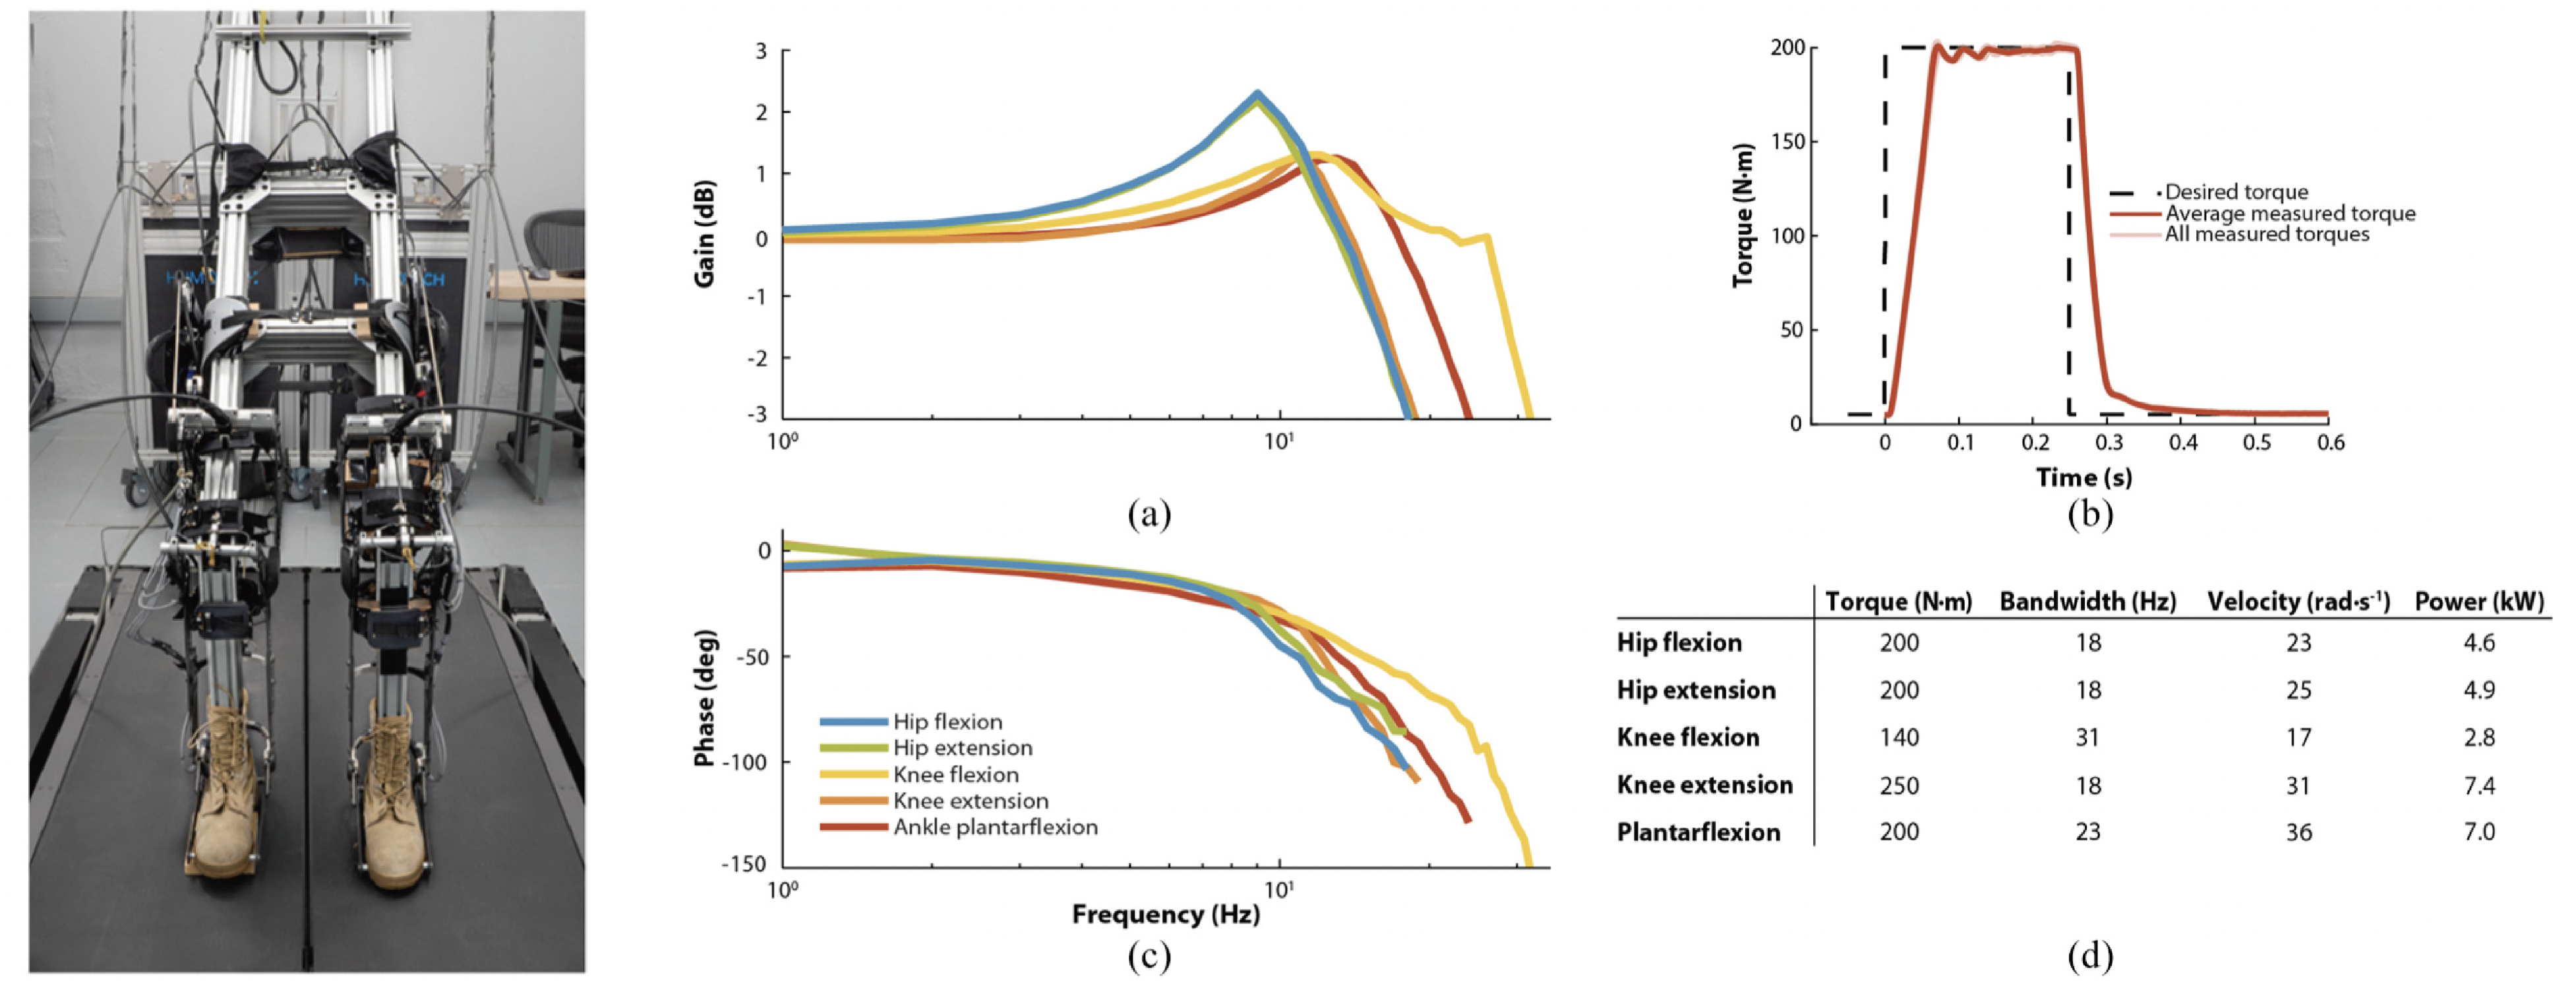 HUM
CH
3
2
1
0
-1
-2
-3
Gain (dB)
10⁰
10¹
(a)
200
150
100
50
0
Torque (N·m)
0
0.1
0.2
0.3
0.4
0.5
0.6
Time (s)
Desired torque
Average measured torque
All measured torques
(b)
0
-50
-100
-150
Phase (deg)
Hip flexion
Hip extension
Knee flexion
Knee extension
Ankle plantarflexion
10⁰
10¹
Frequency (Hz)
(c)
Torque (N·m) Bandwidth (Hz) Velocity (rad·s⁻¹) Power (kW)
Hip flexion 200 18 23 4.6
Hip extension 200 18 25 4.9
Knee flexion 140 31 17 2.8
Knee extension 250 18 31 7.4
Plantarflexion 200 23 36 7.0
(d)